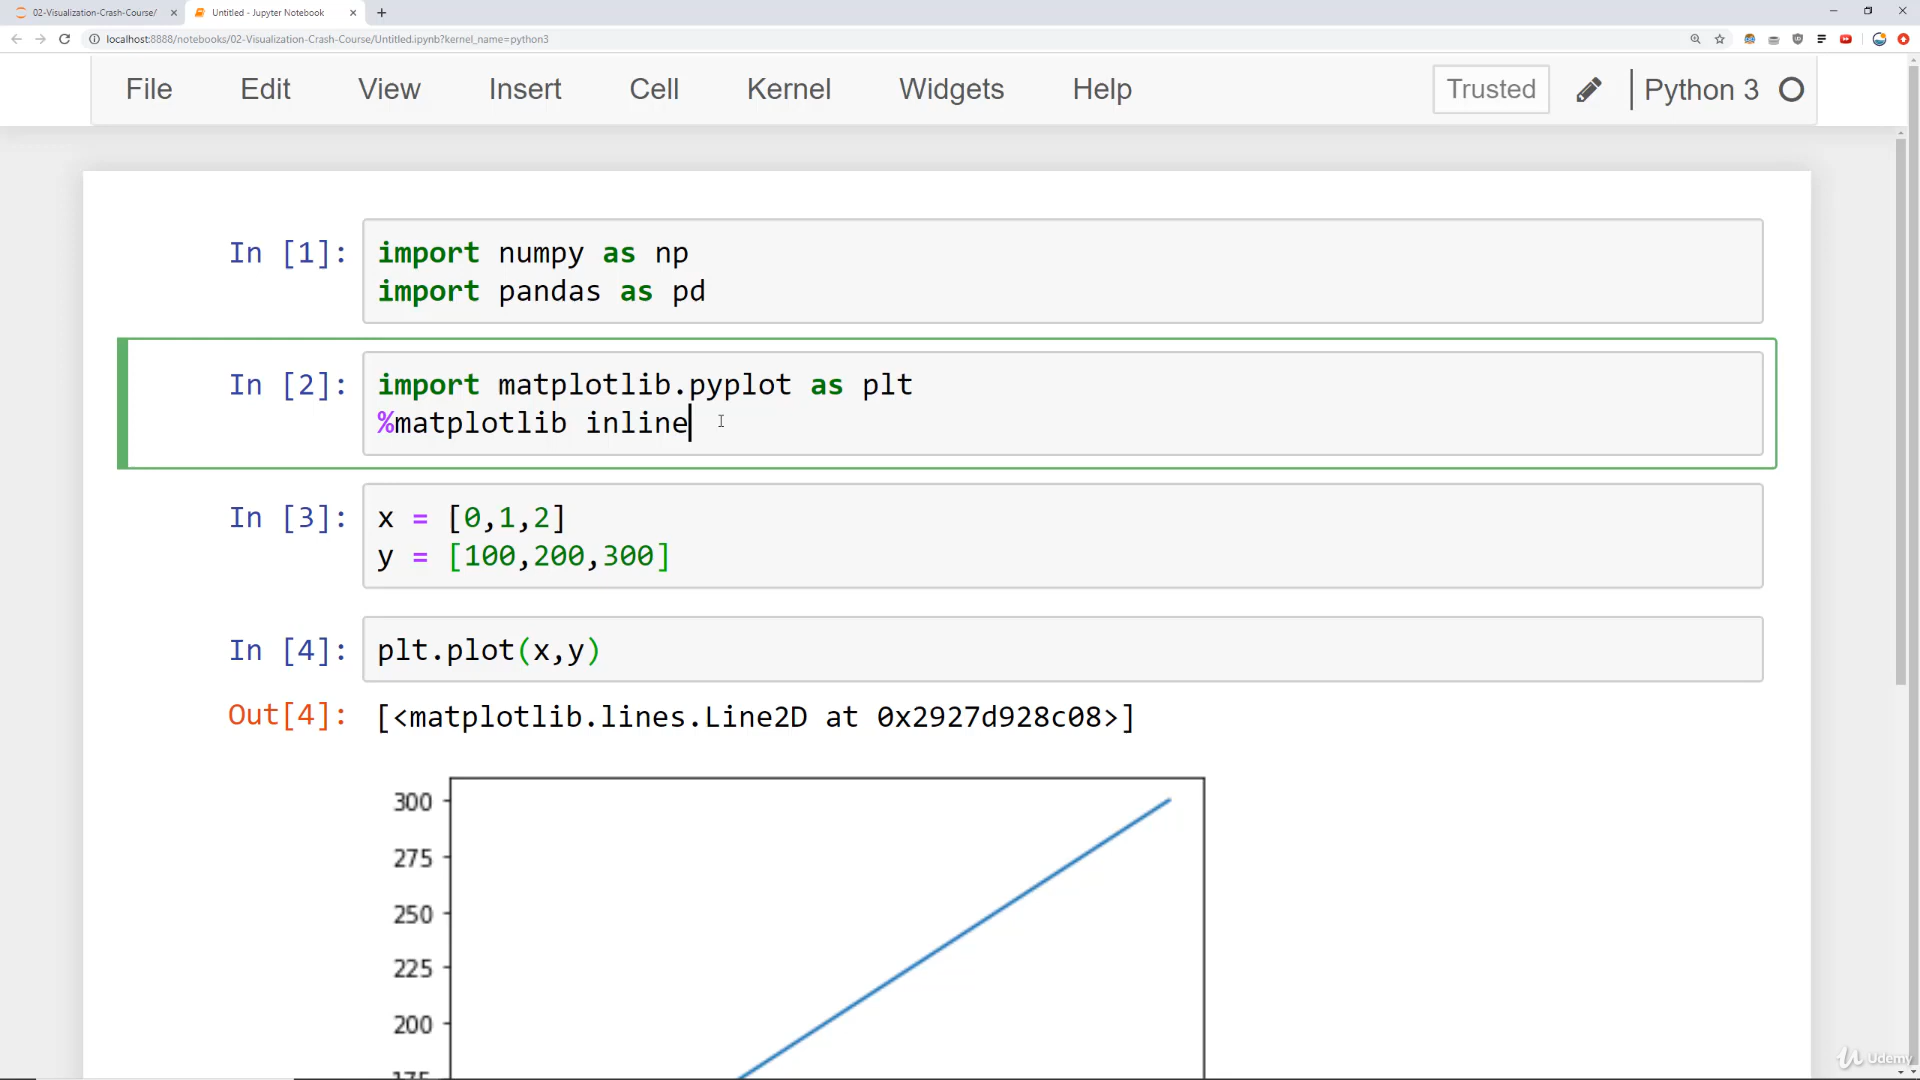 02-Visualization-Crash-Course/
Untitled - Jupyter Notebook
localhost:8888/notebooks/02-Visualization-Crash-Course/Untitled.ipynb?kernel_name=python3
File Edit View Insert Cell Kernel Widgets Help Trusted Python 3
In [1]: import numpy as np
import pandas as pd
In [2]: import matplotlib.pyplot as plt
%matplotlib inline
In [3]: x = [0,1,2]
y = [100,200,300]
In [4]: plt.plot(x,y)
Out[4]: [<matplotlib.lines.Line2D at 0x2927d928c08>]
300
275
250
225
200
175
Udemy